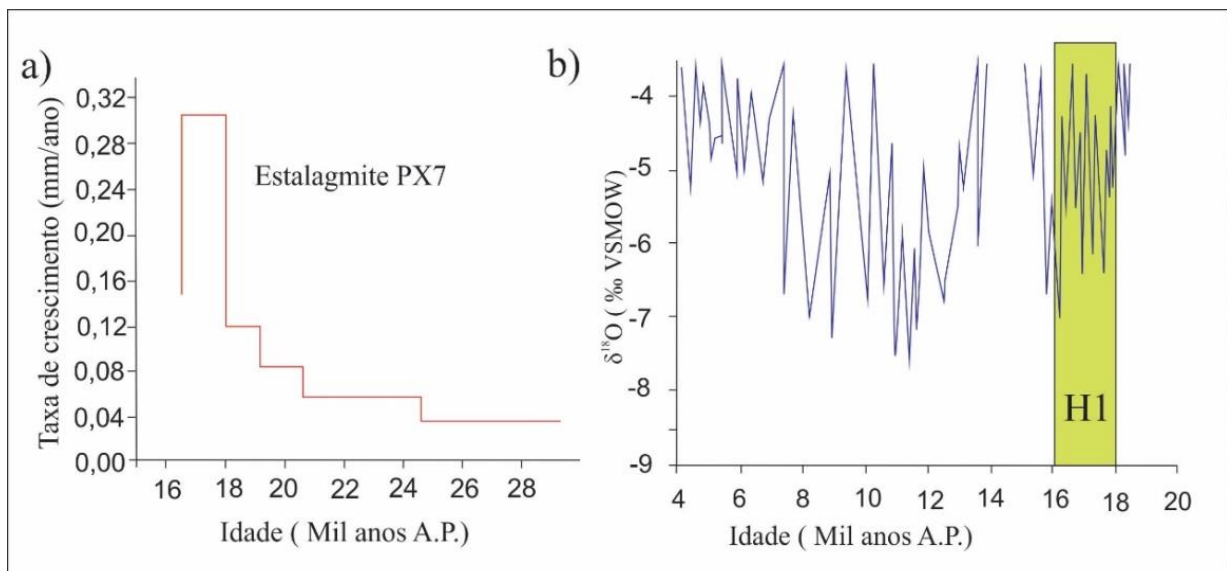 a)
Taxa de crescimento (mm/ano)
0,32
0,28
0,24
0,20
0,16
0,12
0,08
0,04
0,00
Estalagmite PX7
16 18 20 24 26 28
Idade ( Mil anos A.P.)
b)
δ¹⁸O ( ‰ VSMOW)
-4
-5
-6
-7
-8
-9
H1
4 6 8 10 12 14 16 18 20
Idade ( Mil anos A.P.)